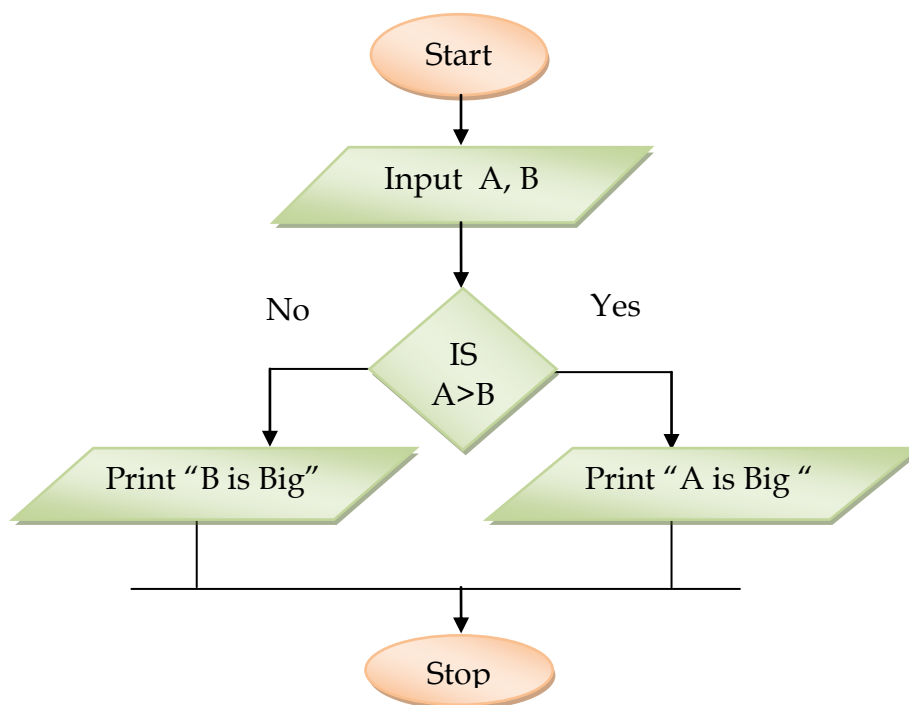 Start
Input A, B
No
Yes
IS
A>B
Print “B is Big”
Print “A is Big “
Stop